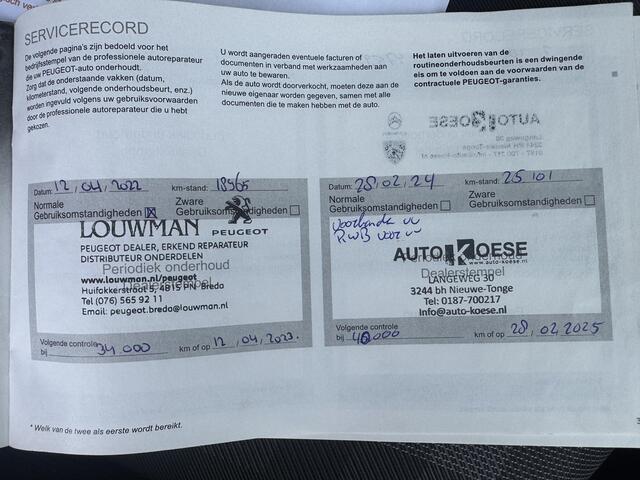 SERVICERECORD
De volgende pagina's zijn bedoeld voor het
bedrijfsstempel van de professionele autoreparateur
die uw PEUGEOT-auto onderhoudt.
Zorg dat de onderstaande vakken (datum,
kilometerstand, volgende onderhoudsbeurt, enz.)
worden ingevuld volgens uw gebruiksvoorwaarden
door de professionele autoreparateur die u hebt
gekozen.
U wordt aangeraden eventuele facturen of
documenten in verband met werkzaamheden aan
uw auto te bewaren.
Als de auto wordt doorverkocht, moeten deze aan de
nieuwe eigenaar worden gegeven, samen met alle
documenten die te maken hebben met de auto.
Het laten uitvoeren van de
routineonderhoudsbeurten is een dwingende
eis om te voldoen aan de voorwaarden van de
contractuele PEUGEOT-garanties.
Datum: 12, 04, 2022 km-stand: 18565
Normale Gebruiksomstandigheden
Zware Gebruiksomstandigheden
LOUWMAN PEUGEOT
PEUGEOT DEALER, ERKEND REPARATEUR
DISTRIBUTEUR ONDERDELEN
Periodiek onderhoud
www.louwman.nl/peugeot
Dealerstempel
Huifakkerstraat 5, 4815 PN Breda
Tel (076) 565 92 11
Email: peugeot.breda@louwman.nl
Volgende controle
bij 34.000 km of op 12, 04, 2023.
Datum: 28,02,24 km-stand: 25101
Normale Gebruiksomstandigheden
Zware Gebruiksomstandigheden
voorbanden
voor
AUTO KOESE
www.auto-koese.nl
Dealerstempel
LANGEWEG 30
3244 bh Nieuwe-Tonge
Tel: 0187-700217
Info@auto-koese.nl
Volgende controle
bij 40.000 km of op 28, 02, 2025
* Welk van de twee als eerste wordt bereikt.